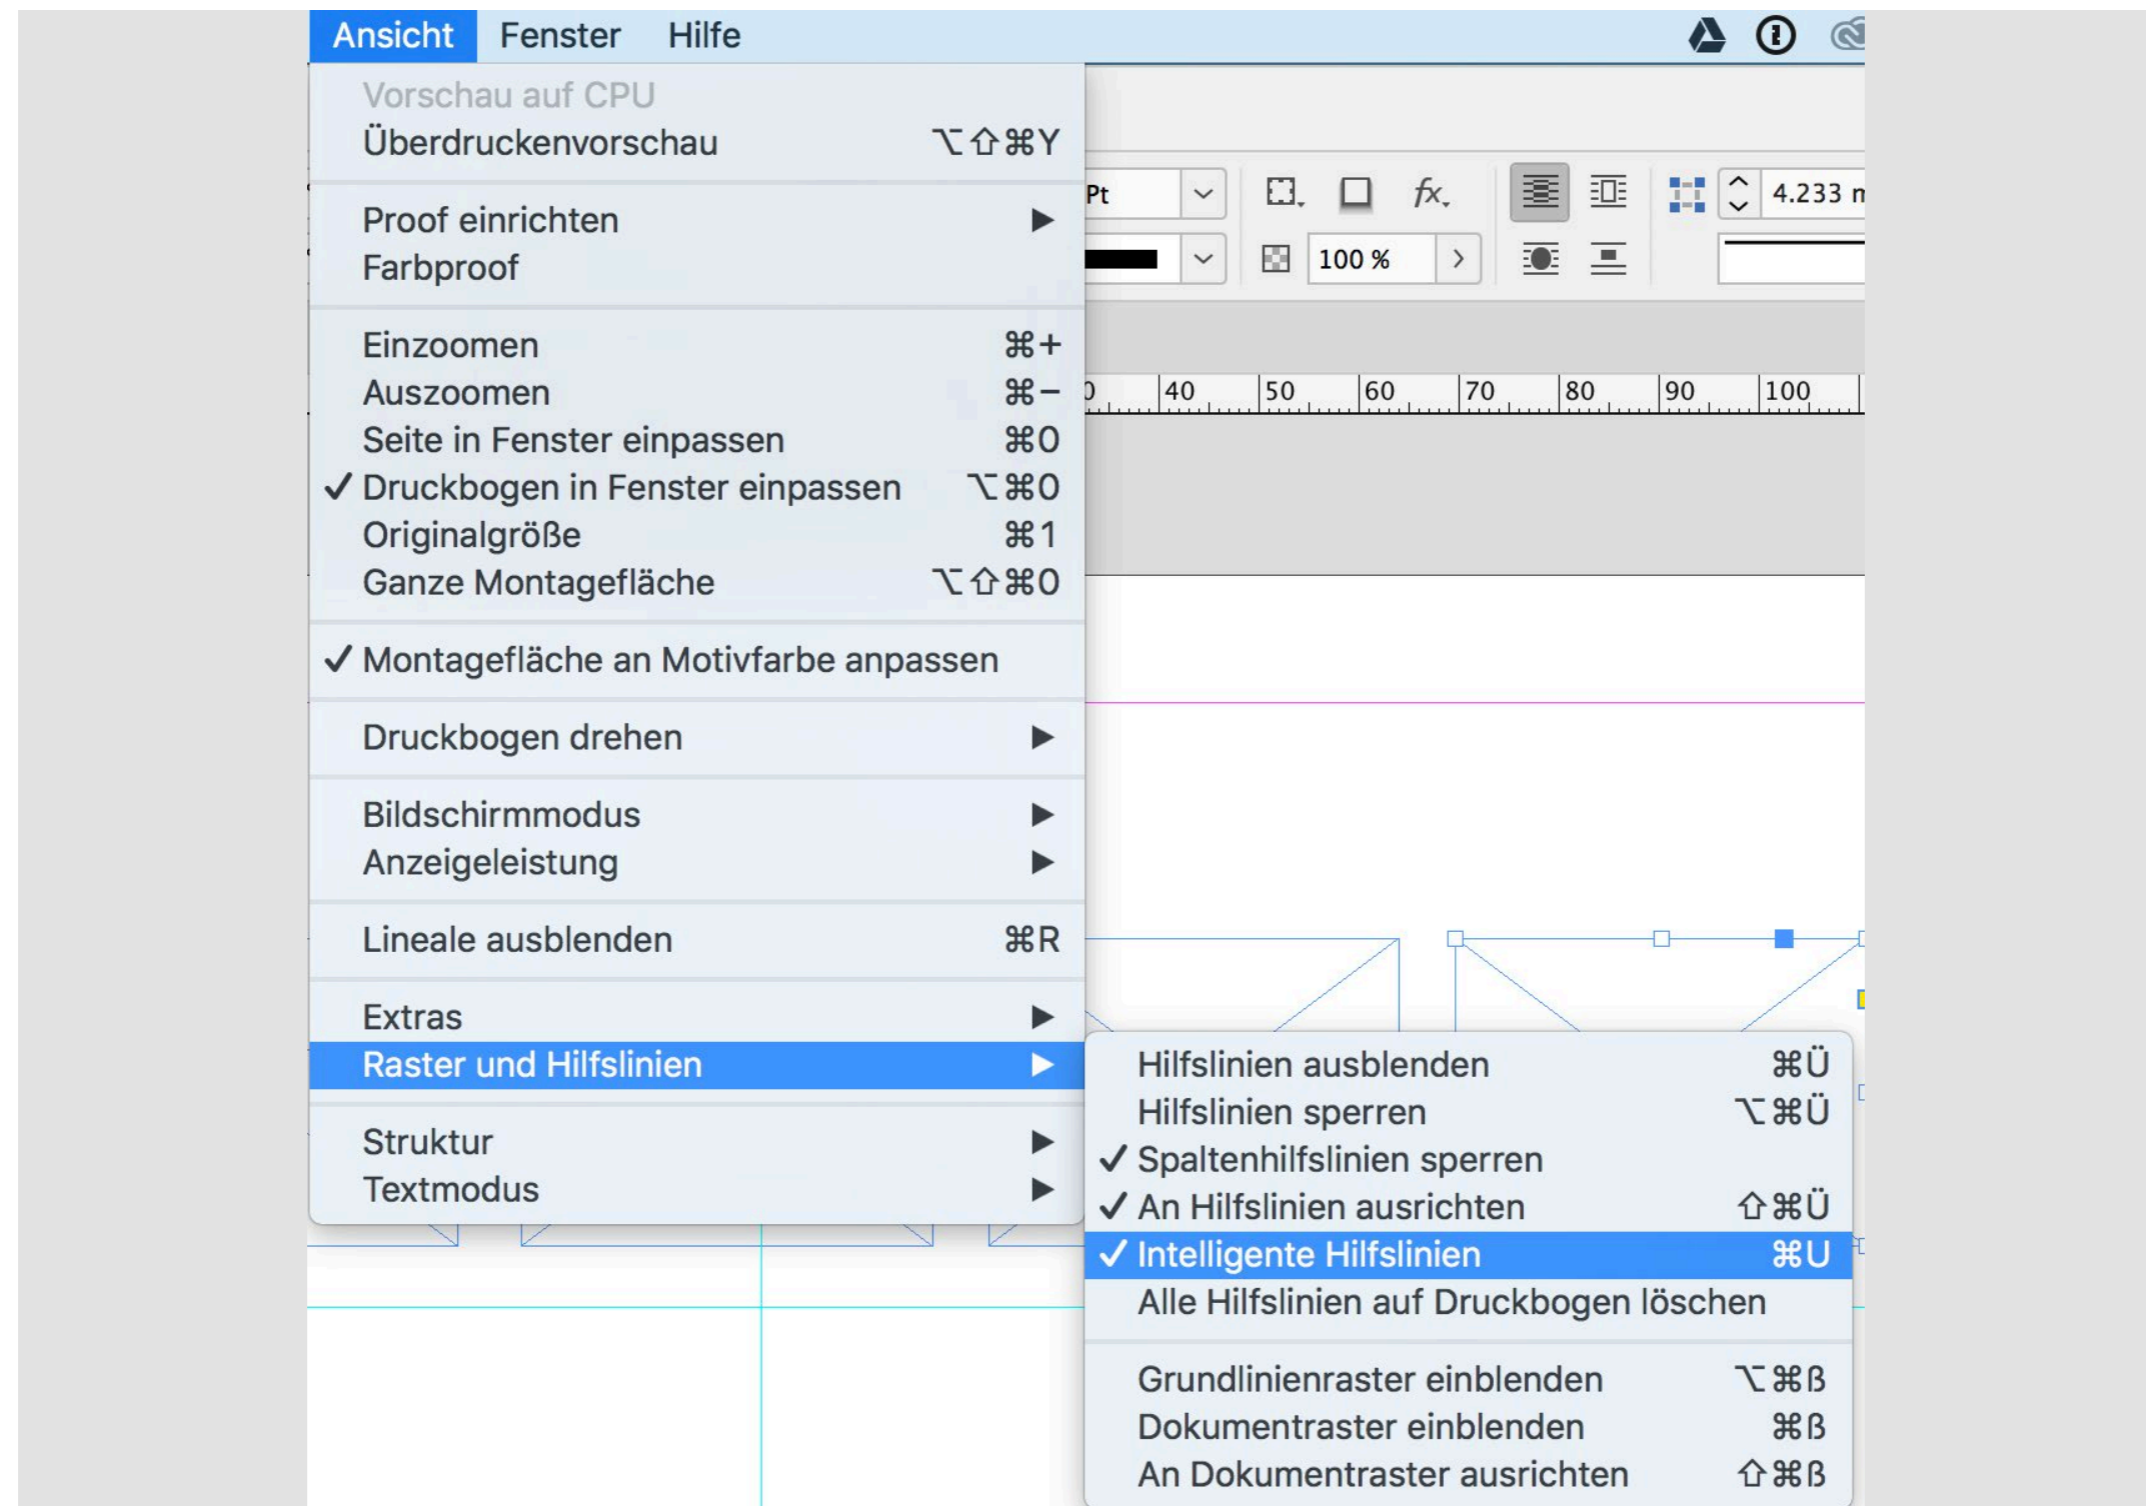 Ansicht Fenster Hilfe
Vorschau auf CPU
Überdruckenvorschau ⌥⇧⌘Y
Proof einrichten ▶
Farbproof
Einzoomen ⌘+
Auszoomen ⌘−
Seite in Fenster einpassen ⌘0
✓ Druckbogen in Fenster einpassen ⌥⌘0
Originalgröße ⌘1
Ganze Montagefläche ⌥⇧⌘0
✓ Montagefläche an Motivfarbe anpassen
Druckbogen drehen ▶
Bildschirmmodus ▶
Anzeigeleistung ▶
Lineale ausblenden ⌘R
Extras ▶
Raster und Hilfslinien ▶
Struktur ▶
Textmodus ▶
Pt fx. 4.233
100 %
40 50 60 70 80 90 100
Hilfslinien ausblenden ⌘Ü
Hilfslinien sperren ⌥⌘Ü
✓ Spaltenhilfslinien sperren
✓ An Hilfslinien ausrichten ⇧⌘Ü
✓ Intelligente Hilfslinien ⌘U
Alle Hilfslinien auf Druckbogen löschen
Grundlinienraster einblenden ⌥⌘ß
Dokumentraster einblenden ⌘ß
An Dokumentraster ausrichten ⇧⌘ß